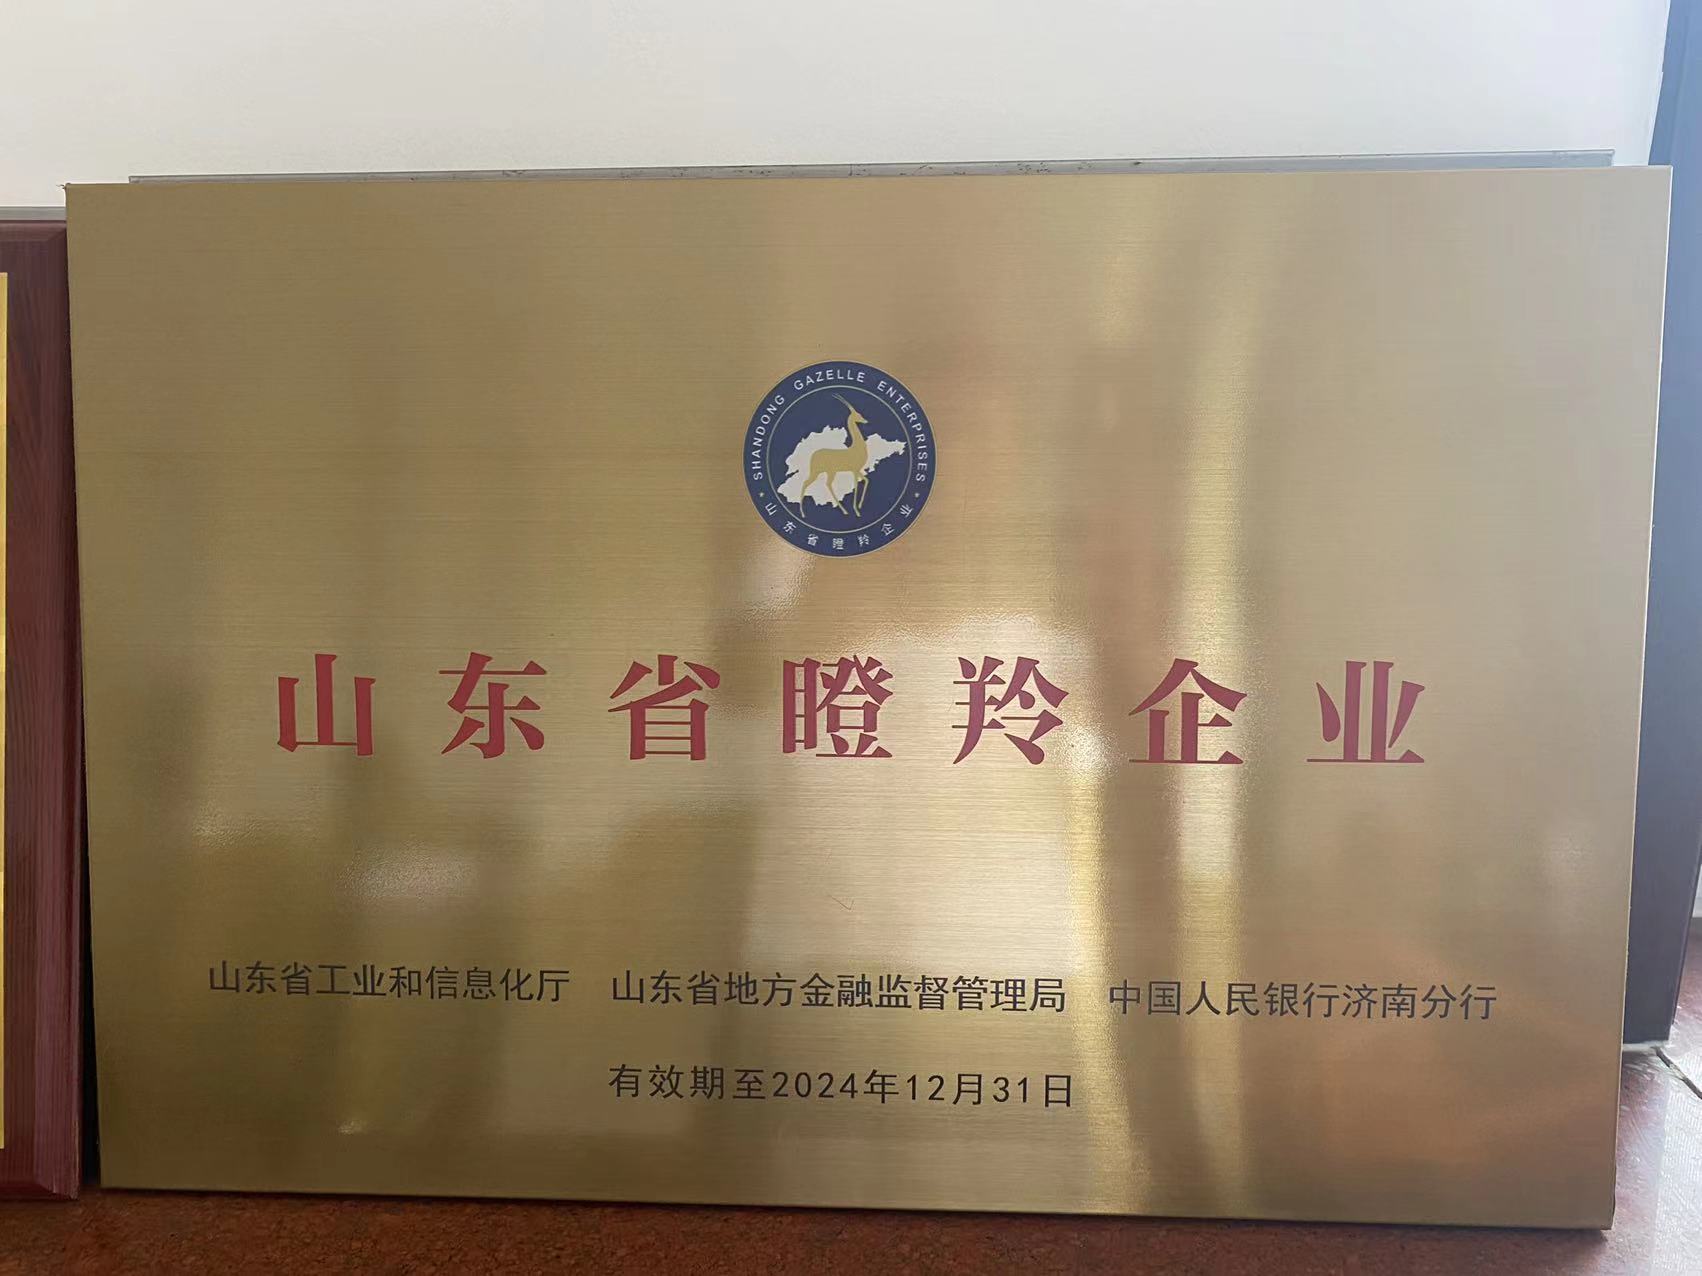 SHANDONG GAZELLE ENTERPRISES
山东省瞪羚企业
山东省瞪羚企业
山东省工业和信息化厅 山东省地方金融监督管理局 中国人民银行济南分行
有效期至2024年12月31日